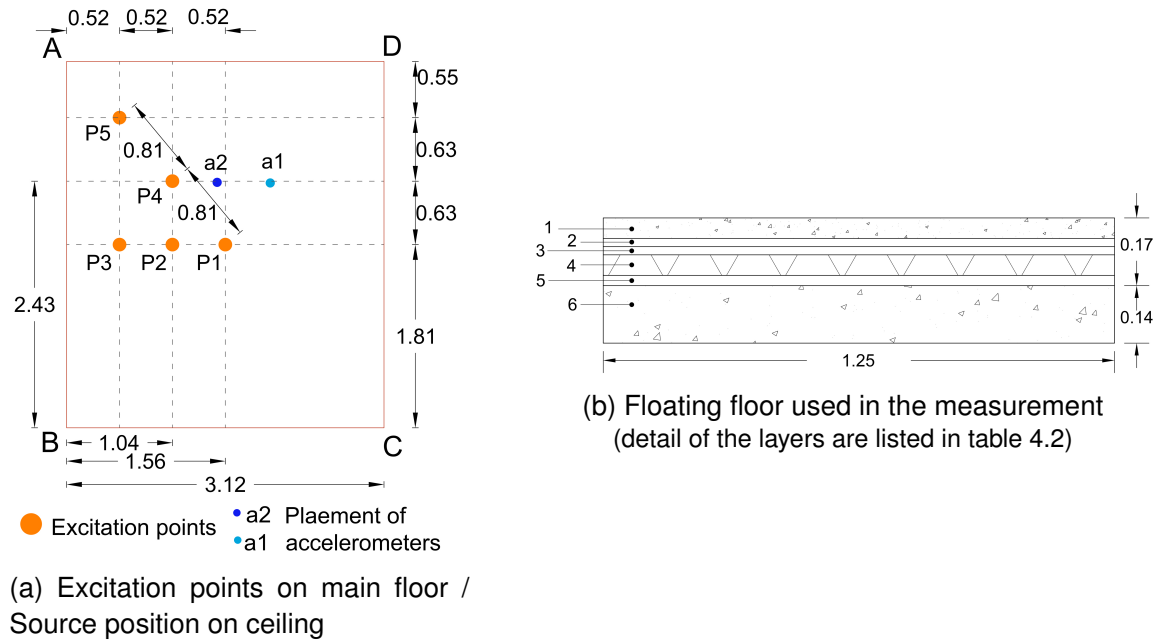 0.52 0.52 0.52
A
D
0.55
P5
0.81
a2
a1
0.63
P4
0.81
0.63
P3
P2
P1
2.43
1.81
B
C
1.04
1.56
3.12
Excitation points
a2 Plaement of
a1 accelerometers
(a) Excitation points on main floor /
Source position on ceiling
1
2
3
4
5
6
0.17
0.14
1.25
(b) Floating floor used in the measurement
(detail of the layers are listed in table 4.2)